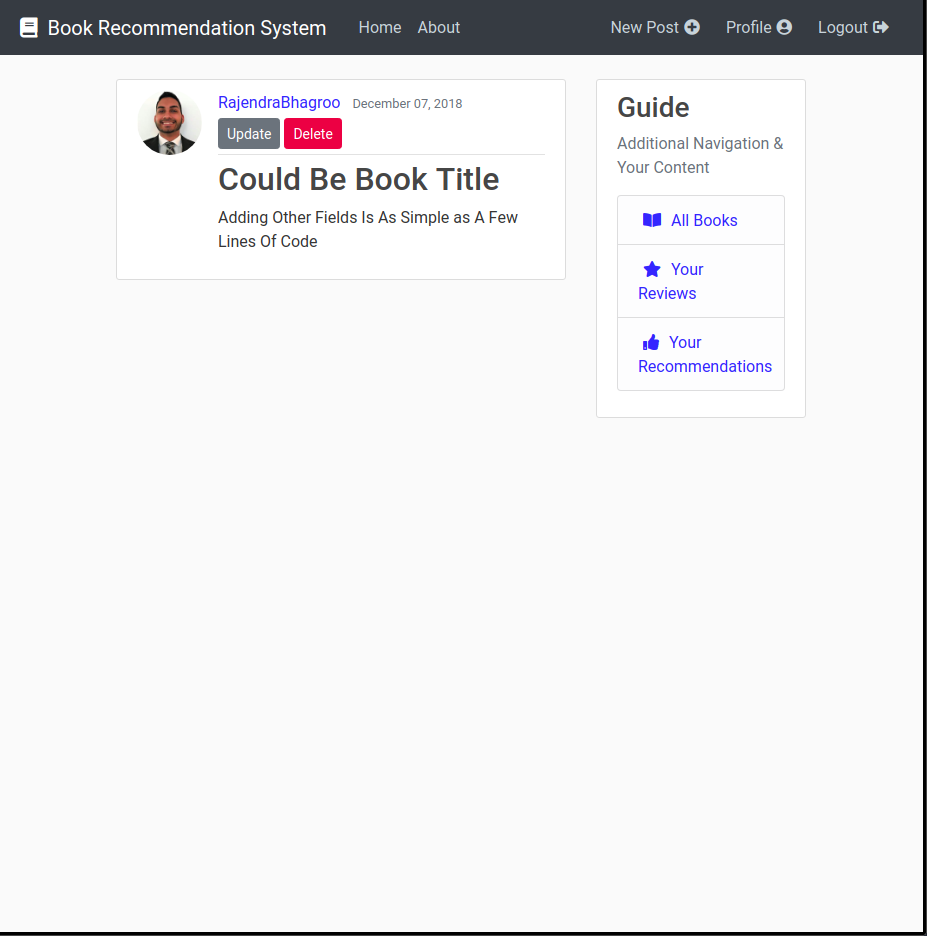 Book Recommendation System Home About New Post Profile Logout
RajendraBhagroo December 07, 2018
Update Delete
Could Be Book Title
Adding Other Fields Is As Simple as A Few
Lines Of Code
Guide
Additional Navigation &
Your Content
All Books
Your
Reviews
Your
Recommendations